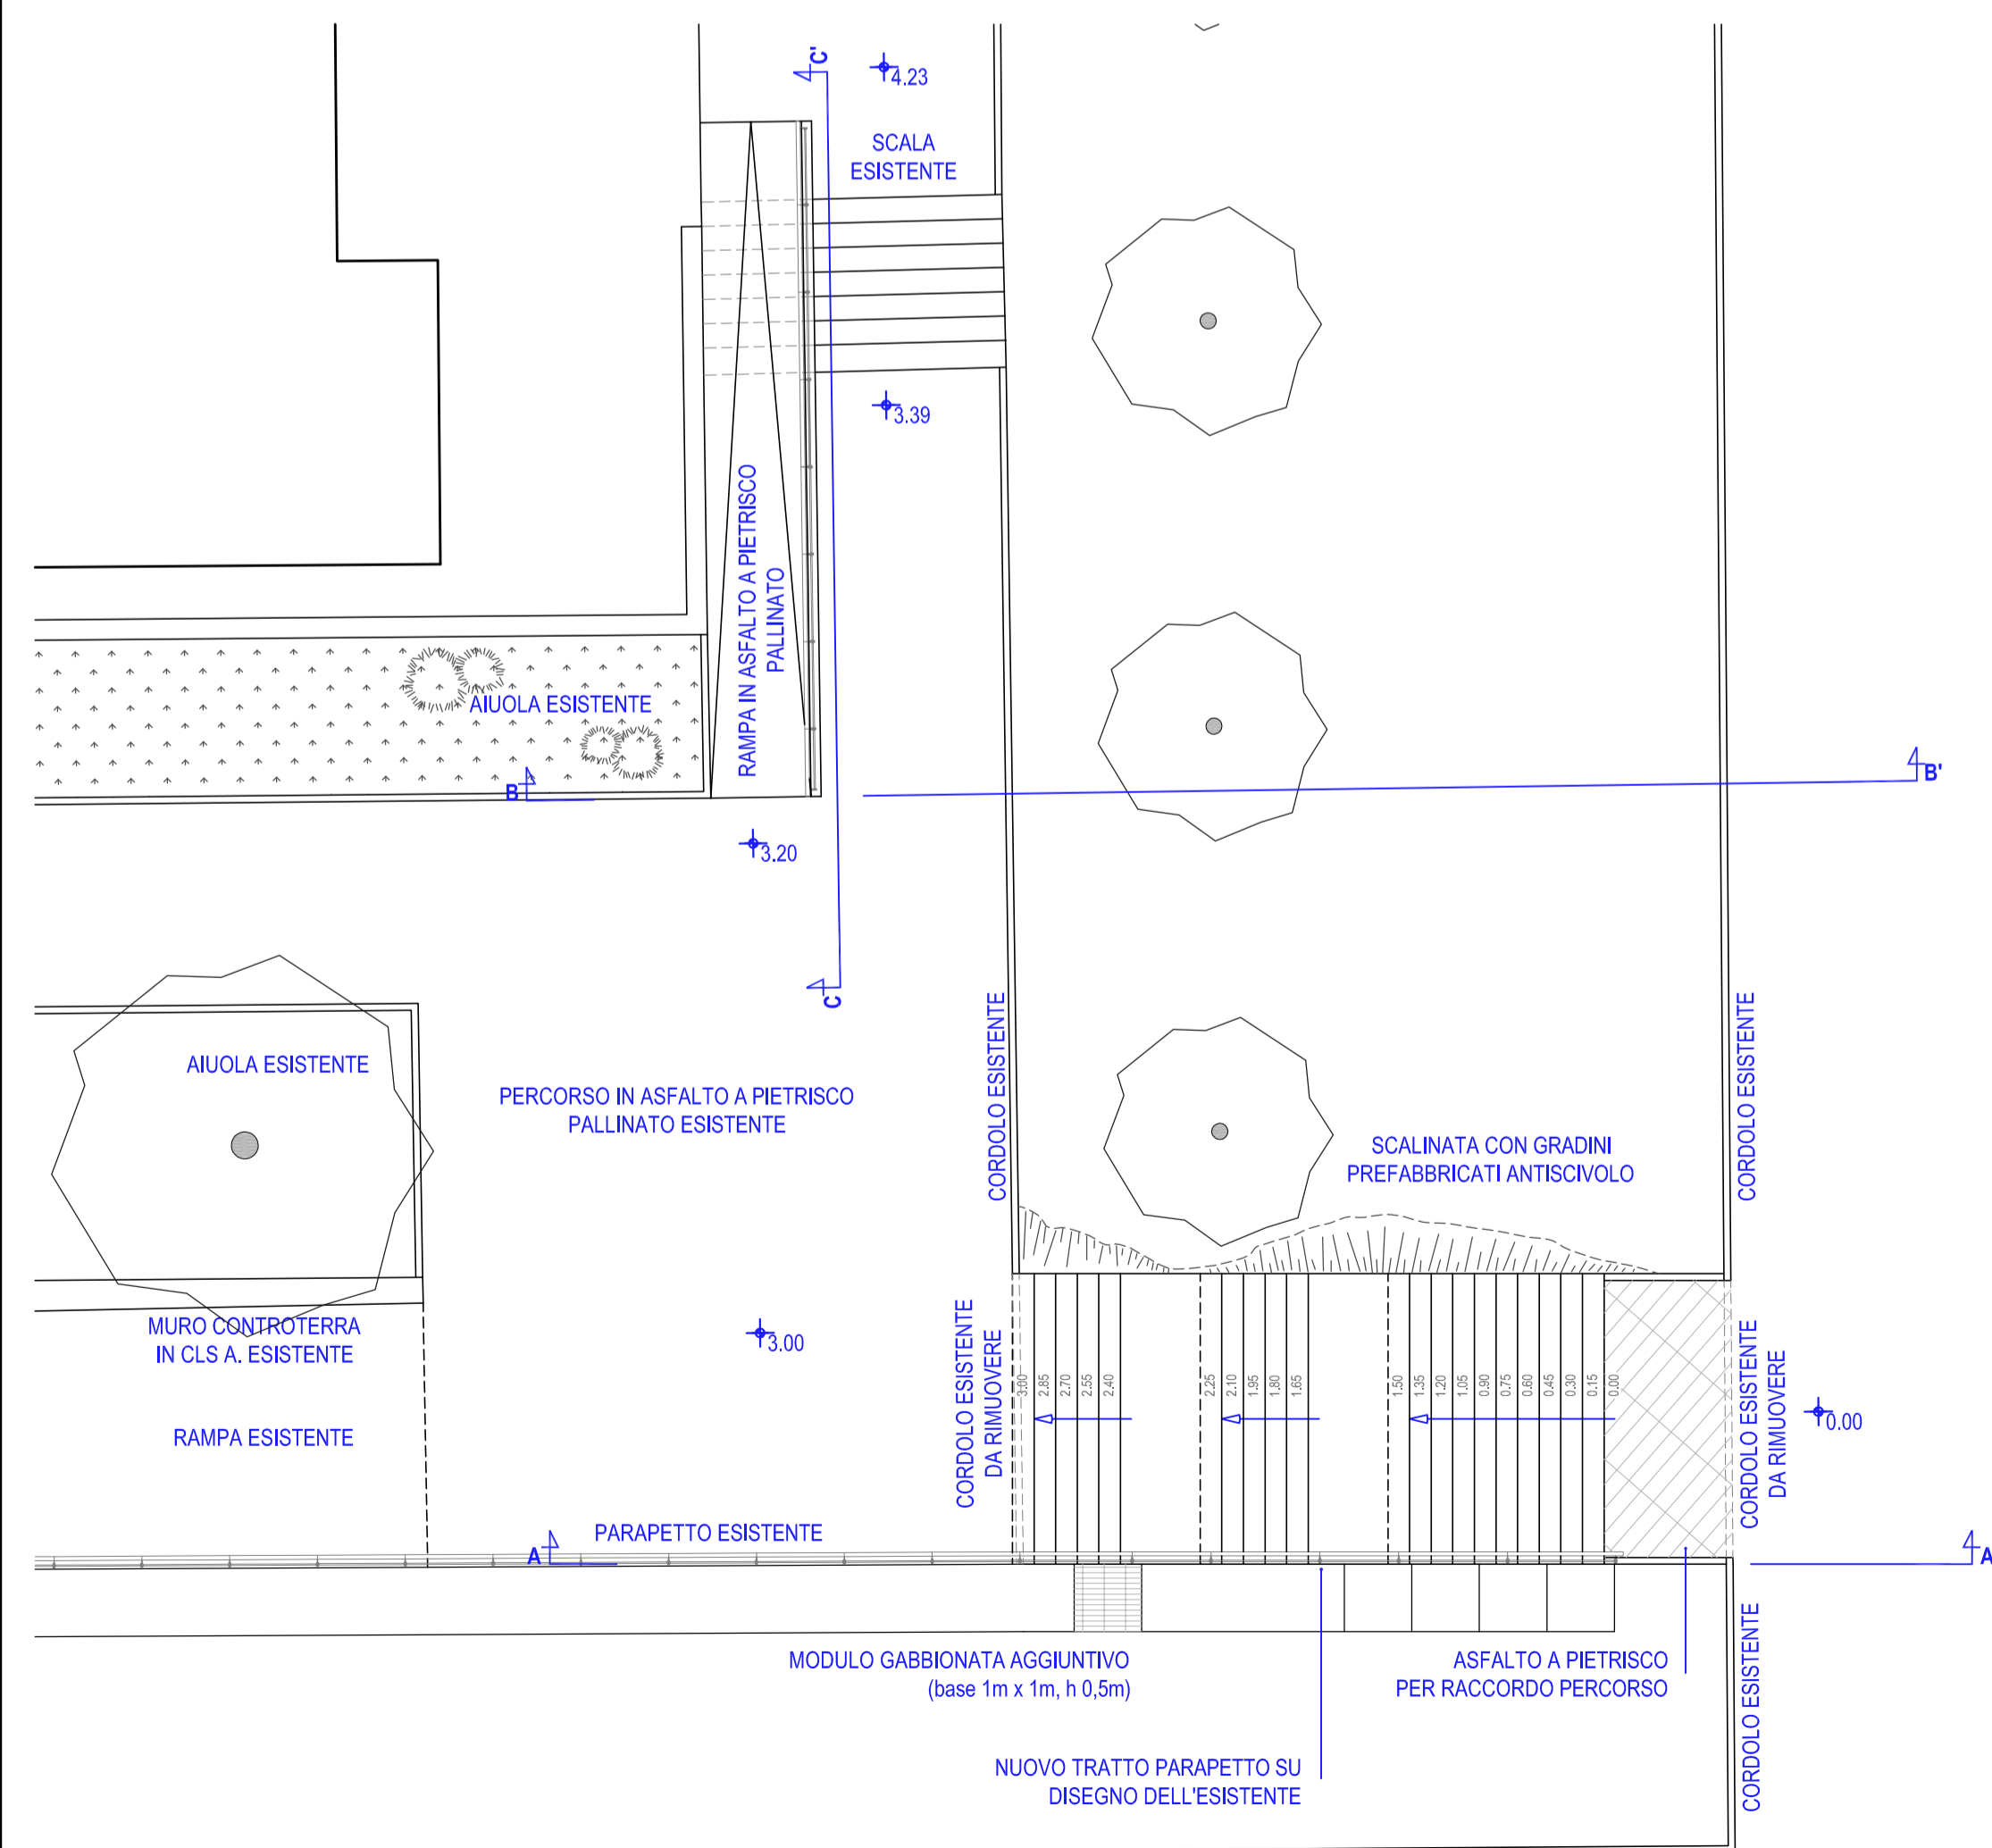 C'
4.23
SCALA
ESISTENTE
3.39
RAMPA IN ASFALTO A PIETRISCO
PALLINATO
AIUOLA ESISTENTE
B
B'
3.20
C
AIUOLA ESISTENTE
PERCORSO IN ASFALTO A PIETRISCO
PALLINATO ESISTENTE
CORDOLO ESISTENTE
CORDOLO ESISTENTE
SCALINATA CON GRADINI
PREFABBRICATI ANTISCIVOLO
MURO CONTROTERRA
IN CLS A. ESISTENTE
3.00
RAMPA ESISTENTE
CORDOLO ESISTENTE
DA RIMUOVERE
3.00
2.85
2.70
2.55
2.40
2.25
2.10
1.95
1.80
1.65
1.50
1.35
1.20
1.05
0.90
0.75
0.60
0.45
0.30
0.15
0.00
CORDOLO ESISTENTE
DA RIMUOVERE
0.00
PARAPETTO ESISTENTE
A
A
MODULO GABBIONATA AGGIUNTIVO
(base 1m x 1m, h 0,5m)
ASFALTO A PIETRISCO
PER RACCORDO PERCORSO
CORDOLO ESISTENTE
NUOVO TRATTO PARAPETTO SU
DISEGNO DELL'ESISTENTE